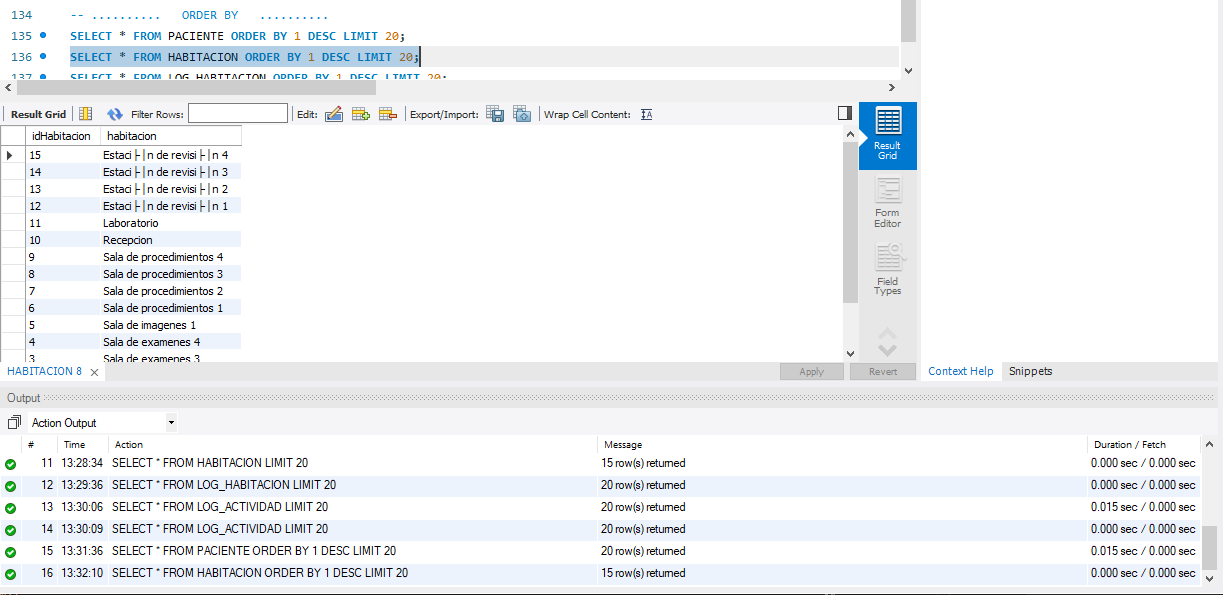 134 -- .......... ORDER BY ..........
135 SELECT * FROM PACIENTE ORDER BY 1 DESC LIMIT 20;
136 SELECT * FROM HABITACION ORDER BY 1 DESC LIMIT 20;
137 SELECT * FROM LOG_HABITACION ORDER BY 1 DESC LIMIT 20;
Result Grid Filter Rows: Edit: Export/Import: Wrap Cell Content: IA
idHabitacion habitacion
15 Estaci├│n de revisi├│n 4
14 Estaci├│n de revisi├│n 3
13 Estaci├│n de revisi├│n 2
12 Estaci├│n de revisi├│n 1
11 Laboratorio
10 Recepcion
9 Sala de procedimientos 4
8 Sala de procedimientos 3
7 Sala de procedimientos 2
6 Sala de procedimientos 1
5 Sala de imagenes 1
4 Sala de examenes 4
3 Sala de examenes 3
Result
Grid
Form
Editor
Field
Types
HABITACION 8 Apply Revert Context Help Snippets
Output
Action Output
# Time Action Message Duration / Fetch
11 13:28:34 SELECT * FROM HABITACION LIMIT 20 15 row(s) returned 0.000 sec / 0.000 sec
12 13:29:36 SELECT * FROM LOG_HABITACION LIMIT 20 20 row(s) returned 0.000 sec / 0.000 sec
13 13:30:06 SELECT * FROM LOG_ACTIVIDAD LIMIT 20 20 row(s) returned 0.015 sec / 0.000 sec
14 13:30:09 SELECT * FROM LOG_ACTIVIDAD LIMIT 20 20 row(s) returned 0.000 sec / 0.000 sec
15 13:31:36 SELECT * FROM PACIENTE ORDER BY 1 DESC LIMIT 20 20 row(s) returned 0.015 sec / 0.000 sec
16 13:32:10 SELECT * FROM HABITACION ORDER BY 1 DESC LIMIT 20 15 row(s) returned 0.000 sec / 0.000 sec